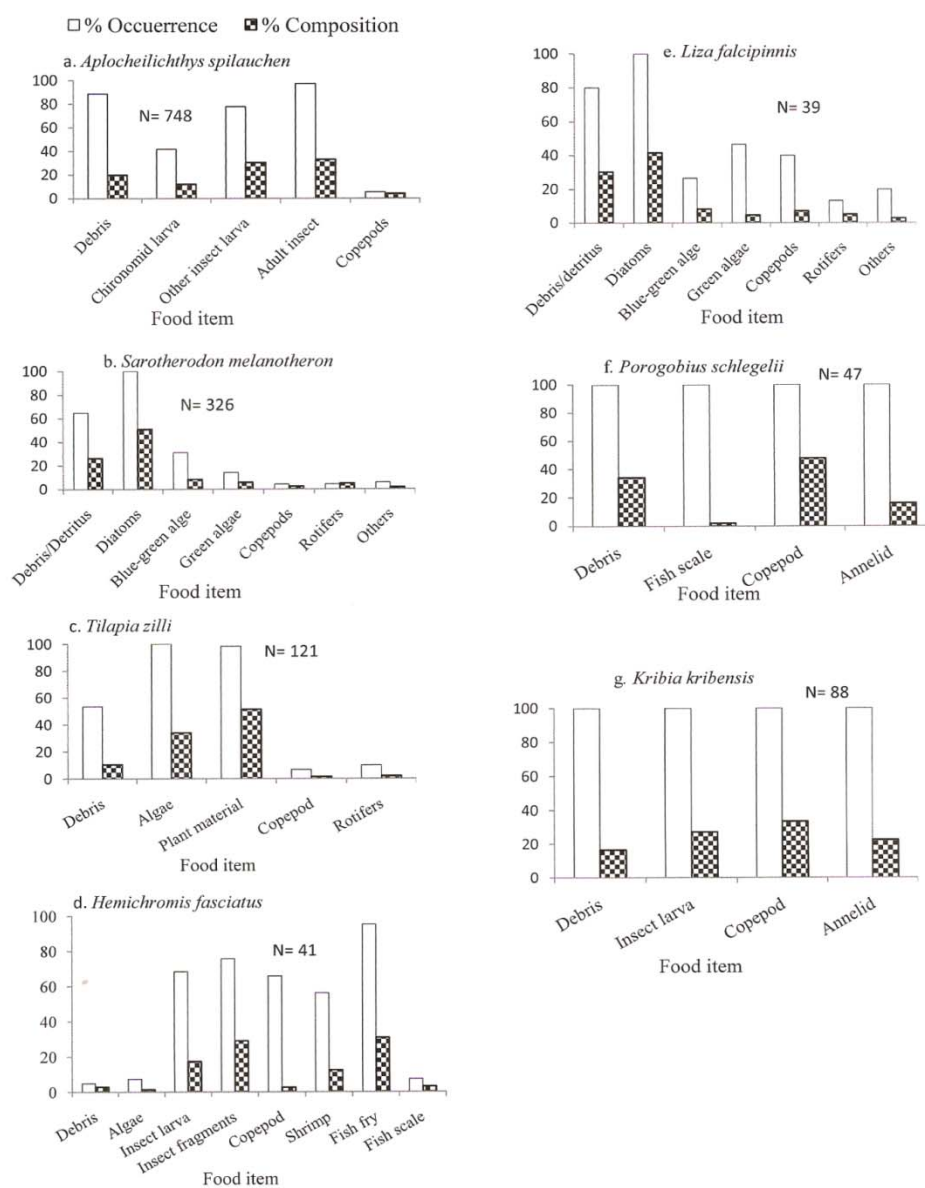 % Occuerrence % Composition
a. Aplocheilichthys spilauchen
N= 748
100
80
60
40
20
0
Debris
Chironomid larva
Other insect larva
Adult insect
Copepods
Food item
b. Sarotherodon melanotheron
N= 326
100
80
60
40
20
0
Debris/Detritus
Diatoms
Blue-green alge
Green algae
Copepods
Rotifers
Others
Food item
c. Tilapia zilli
N= 121
100
80
60
40
20
0
Debris
Algae
Plant material
Copepod
Rotifers
Food item
d. Hemichromis fasciatus
N= 41
100
80
60
40
20
0
Debris
Algae
Insect larva
Insect fragments
Copepod
Shrimp
Fish fry
Fish scale
Food item
e. Liza falcipinnis
N= 39
100
80
60
40
20
0
Debris/detritus
Diatoms
Blue-green alge
Green algae
Copepods
Rotifers
Others
Food item
f. Porogobius schlegelii
N= 47
100
80
60
40
20
0
Debris
Fish scale
Copepod
Annelid
Food item
g. Kribia kribensis
N= 88
100
80
60
40
20
0
Debris
Insect larva
Copepod
Annelid
Food item